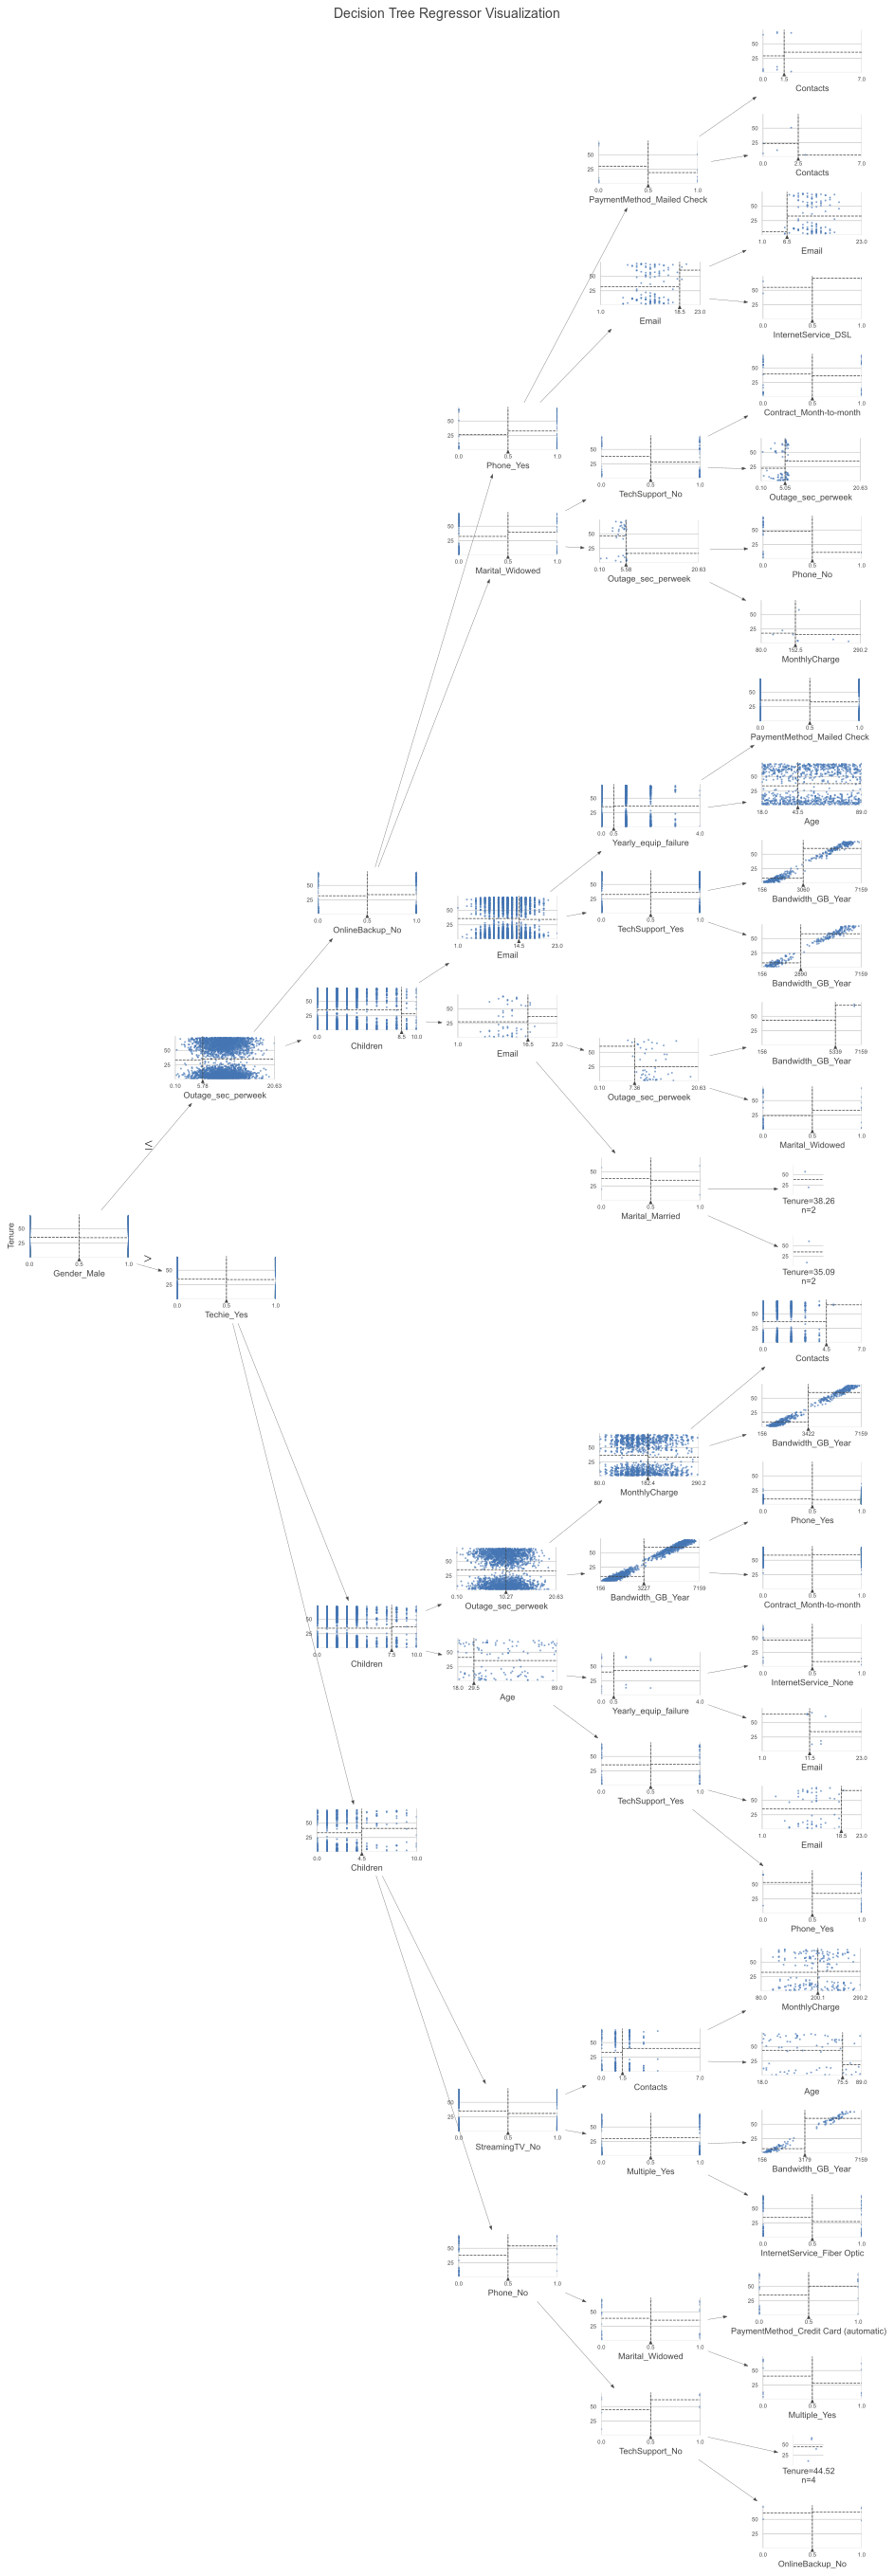 Decision Tree Regressor Visualization
50
25
0.0 1.5 7.0
Contacts
50
25
0.0 2.5 7.0
Contacts
50
25
0.0 0.5 1.0
PaymentMethod_Mailed Check
50
25
1.0 6.5 23.0
Email
50
25
1.0 18.5 23.0
Email
50
25
0.0 0.5 1.0
InternetService_DSL
50
25
0.0 0.5 1.0
Contract_Month-to-month
50
25
0.0 0.5 1.0
Phone_Yes
50
25
0.0 0.5 1.0
TechSupport_No
50
25
0.10 5.05 20.63
Outage_sec_perweek
50
25
0.0 0.5 1.0
Marital_Widowed
50
25
0.10 5.58 20.63
Outage_sec_perweek
50
25
0.0 0.5 1.0
Phone_No
50
25
80.0 152.5 290.2
MonthlyCharge
50
25
0.0 0.5 1.0
PaymentMethod_Mailed Check
50
25
18.0 43.5 89.0
Age
50
25
0.0 0.5 4.0
Yearly_equip_failure
50
25
156 3060 7159
Bandwidth_GB_Year
50
25
0.0 0.5 1.0
OnlineBackup_No
50
25
1.0 14.5 23.0
Email
50
25
0.0 0.5 1.0
TechSupport_Yes
50
25
156 2890 7159
Bandwidth_GB_Year
50
25
0.0 8.5 10.0
Children
50
25
1.0 16.5 23.0
Email
50
25
156 5339 7159
Bandwidth_GB_Year
50
25
0.10 5.78 20.63
Outage_sec_perweek
50
25
0.10 7.36 20.63
Outage_sec_perweek
50
25
0.0 0.5 1.0
Marital_Widowed
≤
50
25
0.0 0.5 1.0
Marital_Married
50
25
Tenure=38.26
n=2
Tenure
50
25
0.0 0.5 1.0
Gender_Male
>
50
25
0.0 0.5 1.0
Techie_Yes
50
25
Tenure=35.09
n=2
50
25
0.0 4.5 7.0
Contacts
50
25
156 3422 7159
Bandwidth_GB_Year
50
25
80.0 182.4 290.2
MonthlyCharge
50
25
0.0 0.5 1.0
Phone_Yes
50
25
0.10 10.27 20.63
Outage_sec_perweek
50
25
156 3227 7159
Bandwidth_GB_Year
50
25
0.0 0.5 1.0
Contract_Month-to-month
50
25
0.0 7.5 10.0
Children
50
25
18.0 29.5 89.0
Age
50
25
0.0 0.5 4.0
Yearly_equip_failure
50
25
0.0 0.5 1.0
InternetService_None
50
25
1.0 11.5 23.0
Email
50
25
0.0 0.5 1.0
TechSupport_Yes
50
25
1.0 18.5 23.0
Email
50
25
0.0 4.5 10.0
Children
50
25
0.0 0.5 1.0
Phone_Yes
50
25
80.0 200.1 290.2
MonthlyCharge
50
25
0.0 1.5 7.0
Contacts
50
25
18.0 75.5 89.0
Age
50
25
0.0 0.5 1.0
StreamingTV_No
50
25
0.0 0.5 1.0
Multiple_Yes
50
25
156 3179 7159
Bandwidth_GB_Year
50
25
0.0 0.5 1.0
InternetService_Fiber Optic
50
25
0.0 0.5 1.0
Phone_No
50
25
0.0 0.5 1.0
Marital_Widowed
50
25
0.0 0.5 1.0
PaymentMethod_Credit Card (automatic)
50
25
0.0 0.5 1.0
Multiple_Yes
50
25
0.0 0.5 1.0
TechSupport_No
50
25
Tenure=44.52
n=4
50
25
0.0 0.5 1.0
OnlineBackup_No